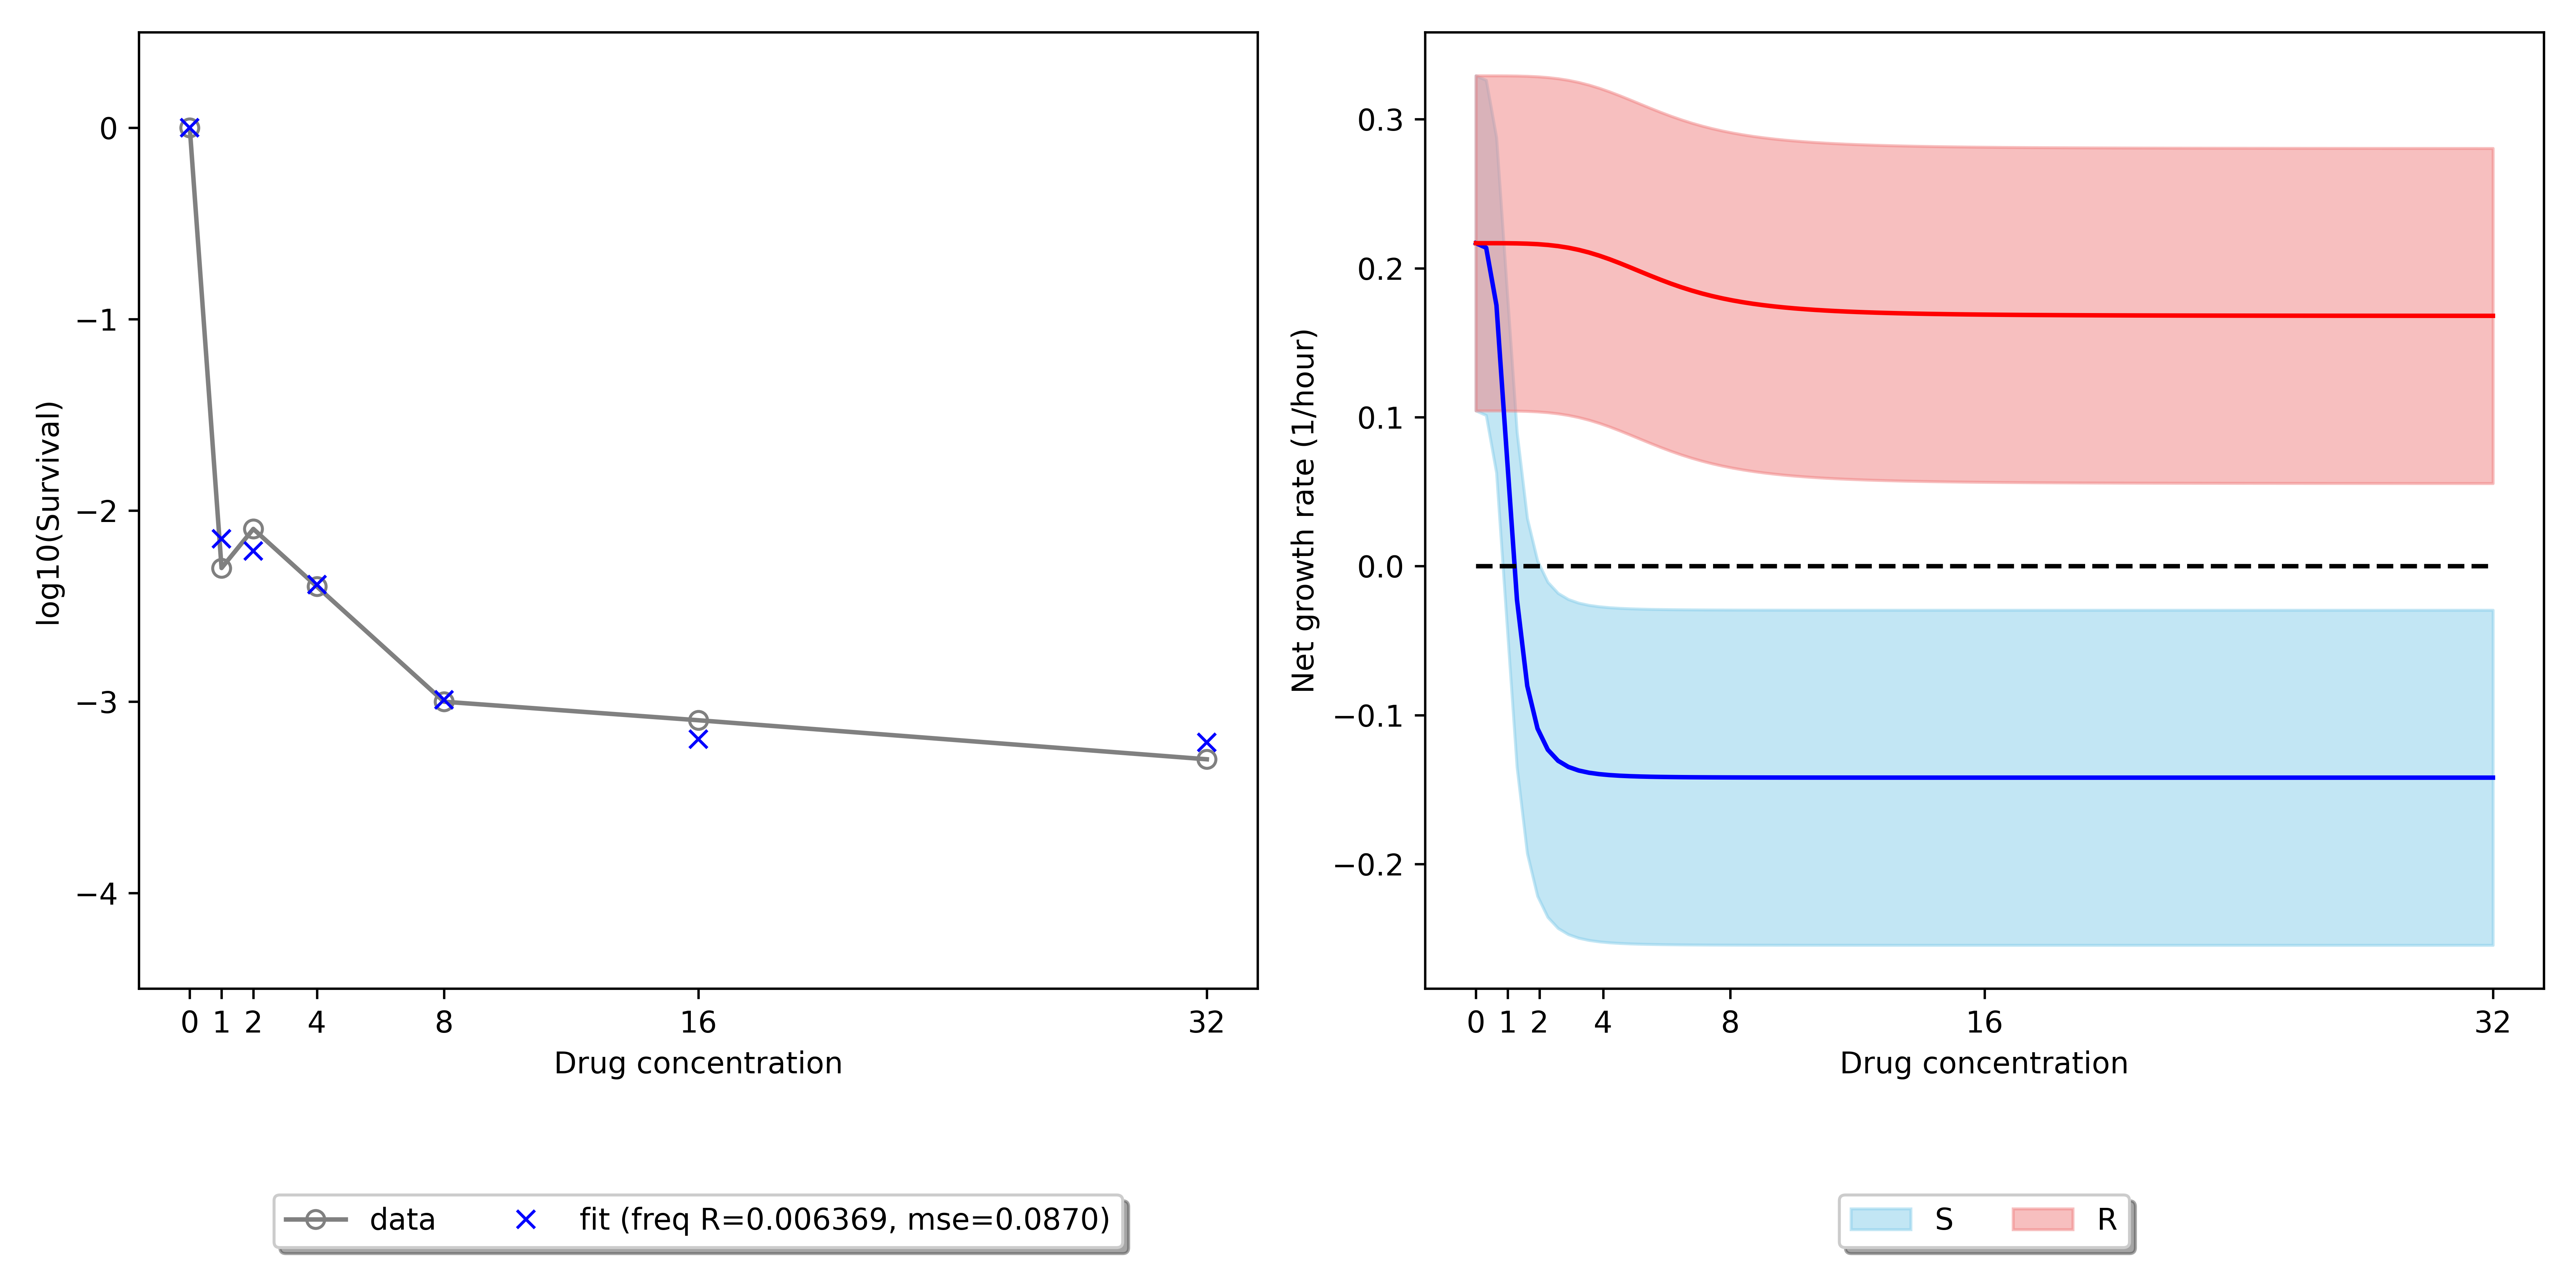 log10(Survival)
0
−1
−2
−3
−4
0 1 2 4 8 16 32
Drug concentration
data fit (freq R=0.006369, mse=0.0870)
Net growth rate (1/hour)
0.3
0.2
0.1
0.0
−0.1
−0.2
0 1 2 4 8 16 32
Drug concentration
S R